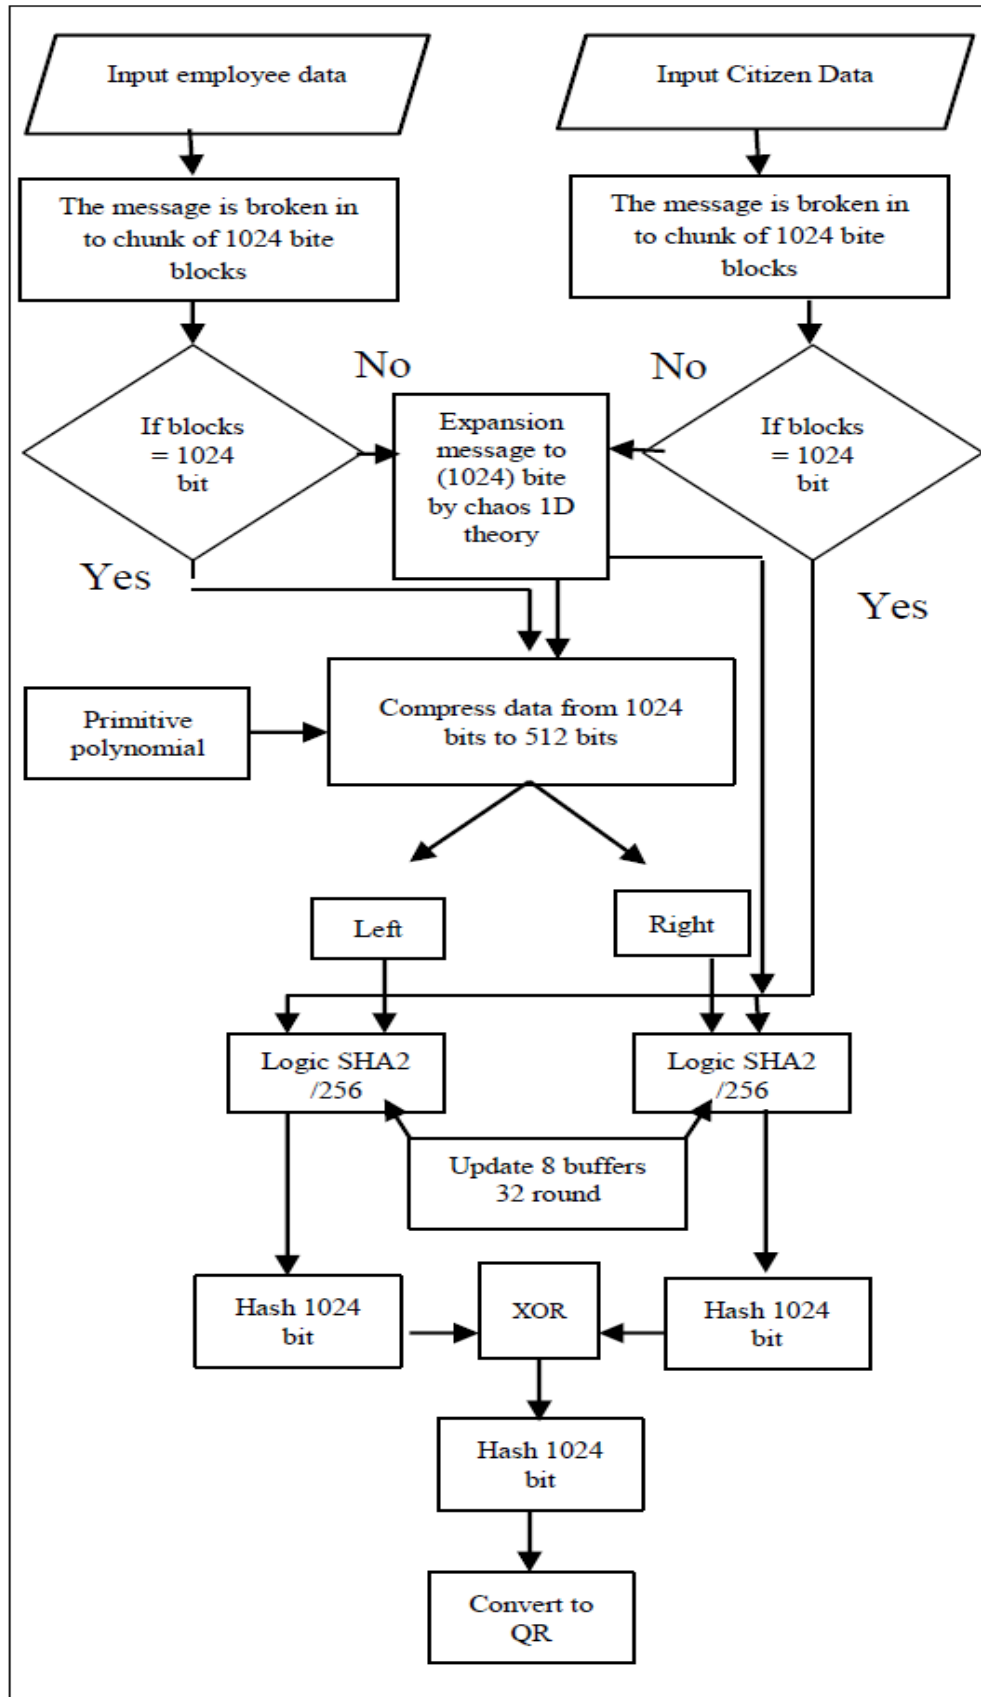 Input employee data
Input Citizen Data
The message is broken in
to chunk of 1024 bite
blocks
The message is broken in
to chunk of 1024 bite
blocks
No
No
If blocks
= 1024
bit
Expansion
message to
(1024) bite
by chaos 1D
theory
If blocks
= 1024
bit
Yes
Yes
Primitive
polynomial
Compress data from 1024
bits to 512 bits
Left
Right
Logic SHA2
/256
Logic SHA2
/256
Update 8 buffers
32 round
Hash 1024
bit
XOR
Hash 1024
bit
Hash 1024
bit
Convert to
QR